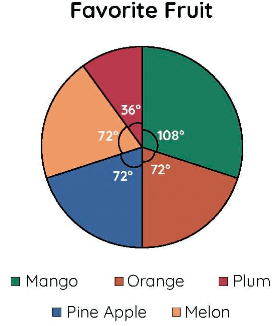 Favorite Fruit
36°
72° 108°
72° 72°
Mango Orange Plum
Pine Apple Melon